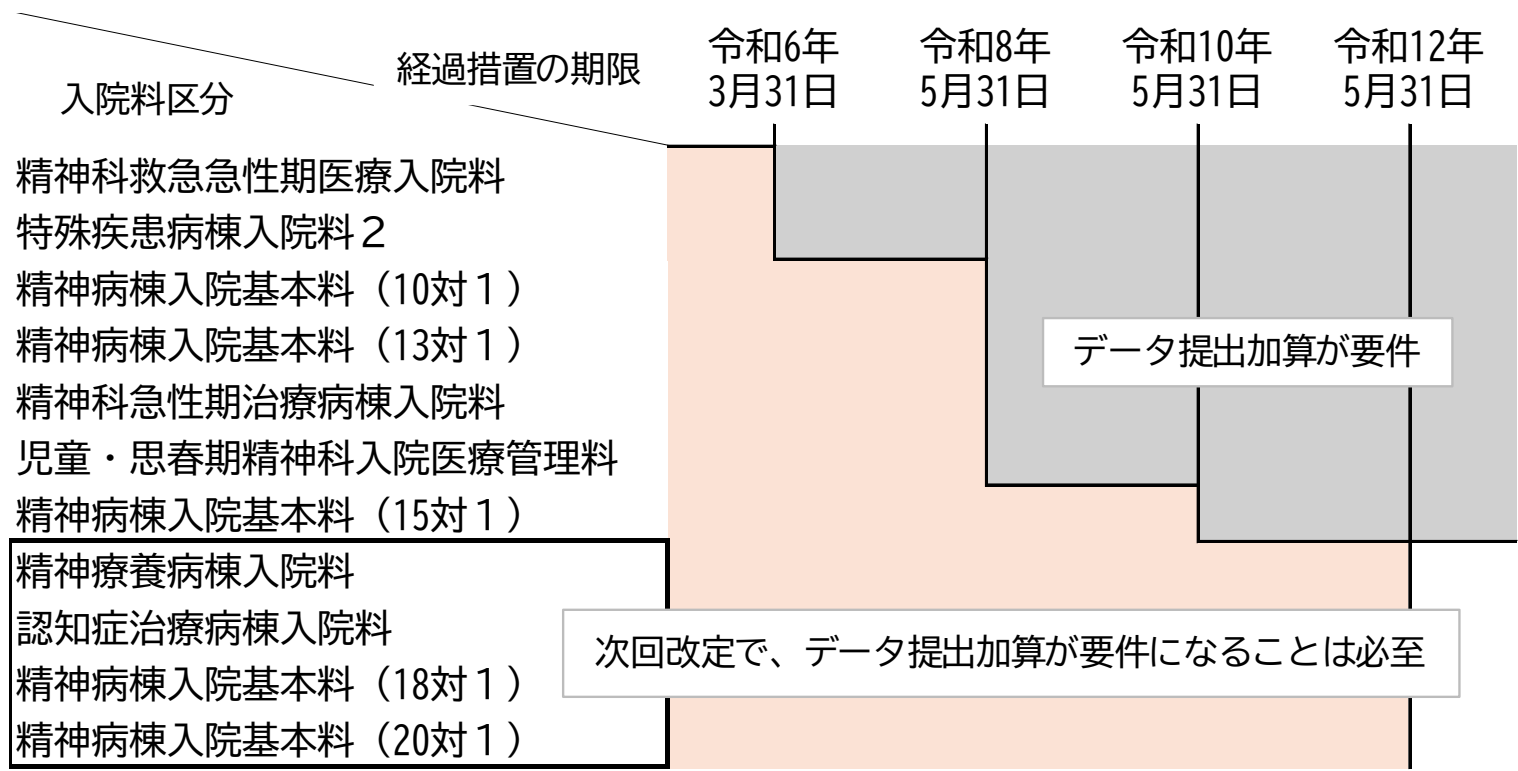 経過措置の期限
入院料区分
令和6年
3月31日
令和8年
5月31日
令和10年
5月31日
令和12年
5月31日
精神科救急急性期医療入院料
特殊疾患病棟入院料２
精神病棟入院基本料（10対１）
精神病棟入院基本料（13対１）
精神科急性期治療病棟入院料
児童・思春期精神科入院医療管理料
精神病棟入院基本料（15対１）
精神療養病棟入院料
認知症治療病棟入院料
精神病棟入院基本料（18対１）
精神病棟入院基本料（20対１）
データ提出加算が要件
次回改定で、データ提出加算が要件になることは必至